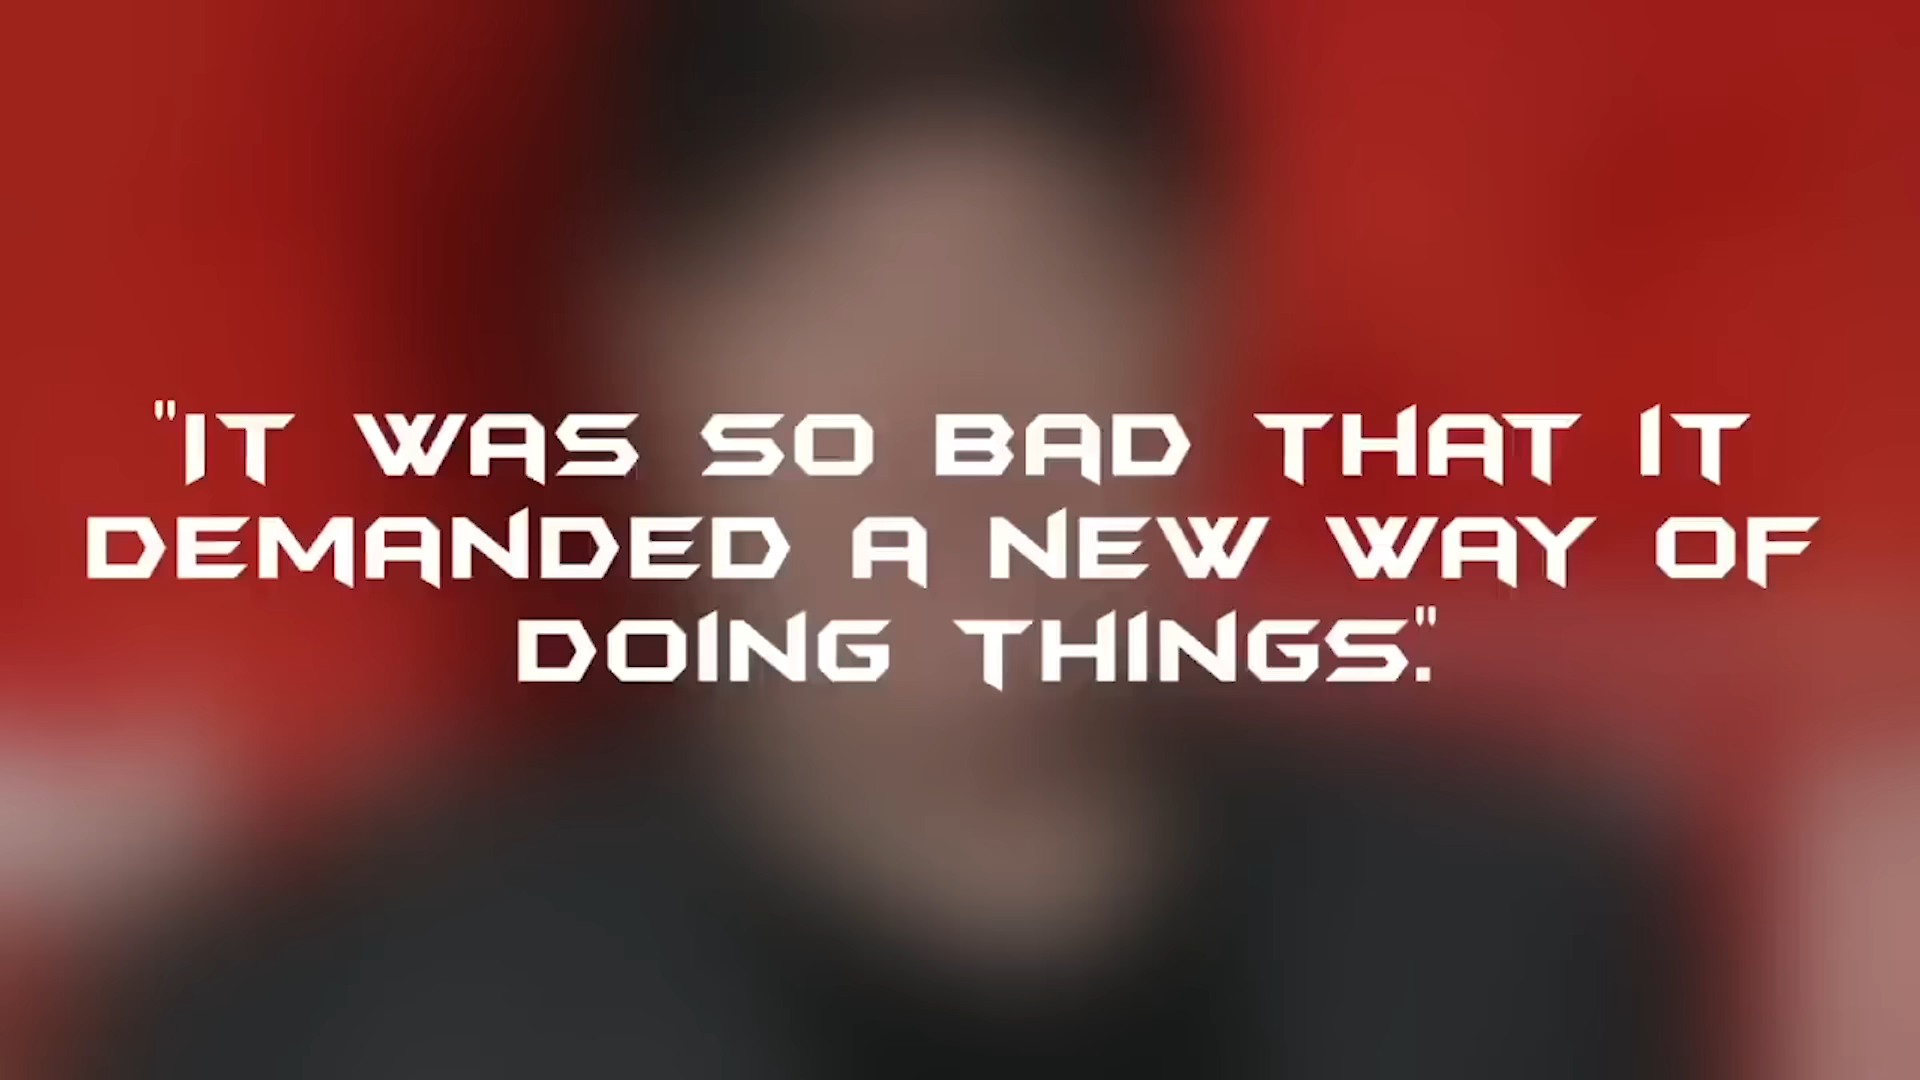 "IT WAS SO BAD THAT IT
DEMANDED A NEW WAY OF
DOING THINGS."